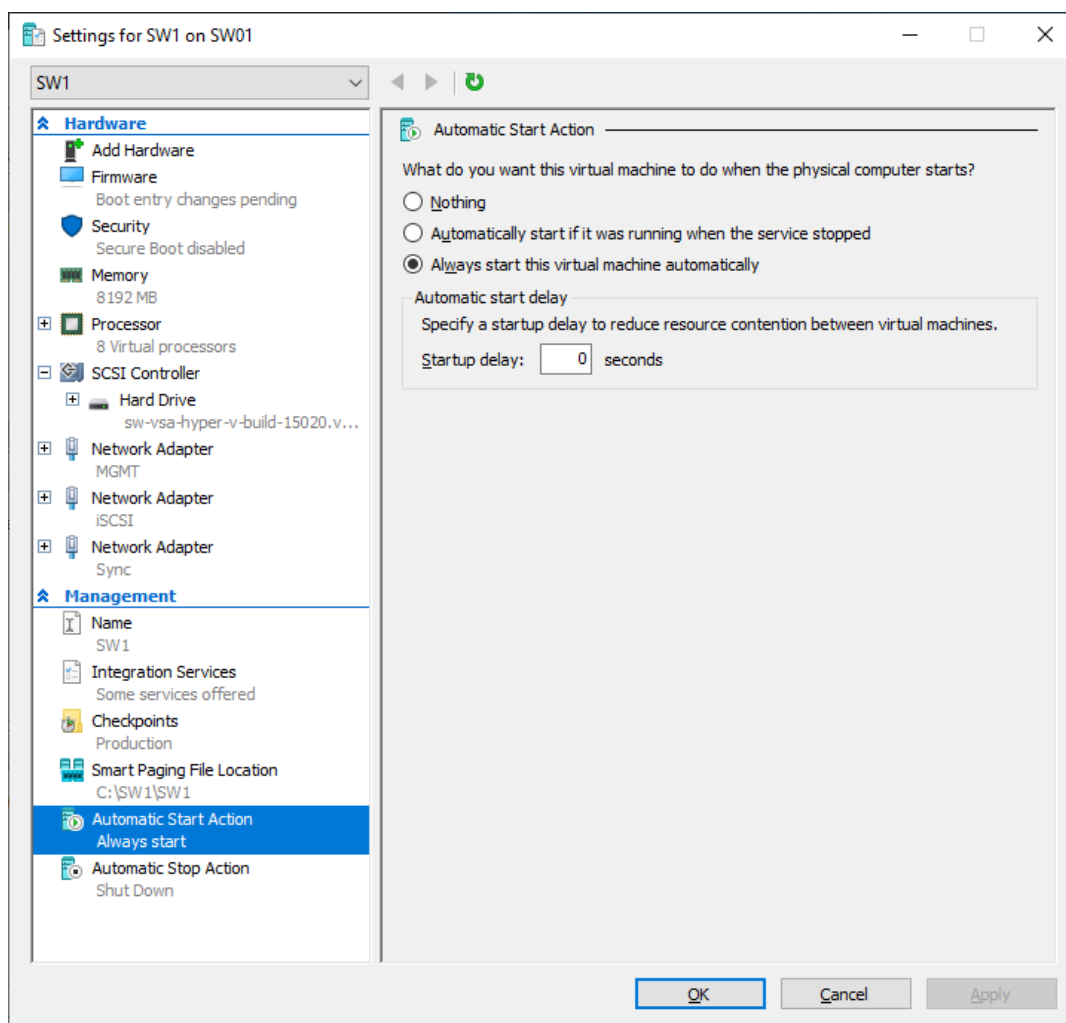 Settings for SW1 on SW01
SW1
Hardware
Add Hardware
Firmware
Boot entry changes pending
Security
Secure Boot disabled
Memory
8192 MB
Processor
8 Virtual processors
SCSI Controller
Hard Drive
sw-vsa-hyper-v-build-15020.v...
Network Adapter
MGMT
Network Adapter
iSCSI
Network Adapter
Sync
Management
Name
SW1
Integration Services
Some services offered
Checkpoints
Production
Smart Paging File Location
C:\SW1\SW1
Automatic Start Action
Always start
Automatic Stop Action
Shut Down
Automatic Start Action
What do you want this virtual machine to do when the physical computer starts?
Nothing
Automatically start if it was running when the service stopped
Always start this virtual machine automatically
Automatic start delay
Specify a startup delay to reduce resource contention between virtual machines.
Startup delay: 0 seconds
OK Cancel Apply